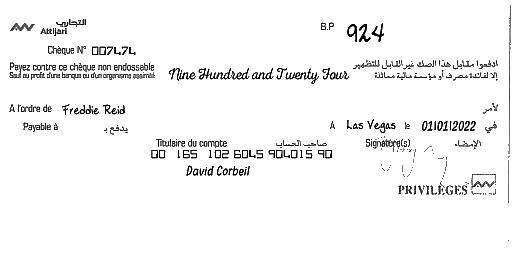 التجاري
Attijari
B.P 924
Chèque N° 007474
Payez contre ce chèque non endossable
Sauf au profit d'une banque ou d'un organisme assimilé
Nine Hundred and Twenty Four
ادفعوا مقابل هذا الصك غير القابل للتظهير
إلا لفائدة مصرف أو مؤسسة مالية مماثلة
A l'ordre de Freddie Reid لأمر
Payable à يدفع بـ
A Las Vegas le 01/01/2022 في
Titulaire du compte صاحب الحساب Signature(s) الإمضاء
00 165 102 6045 904015 90
David Corbeil
PRIVILÈGES